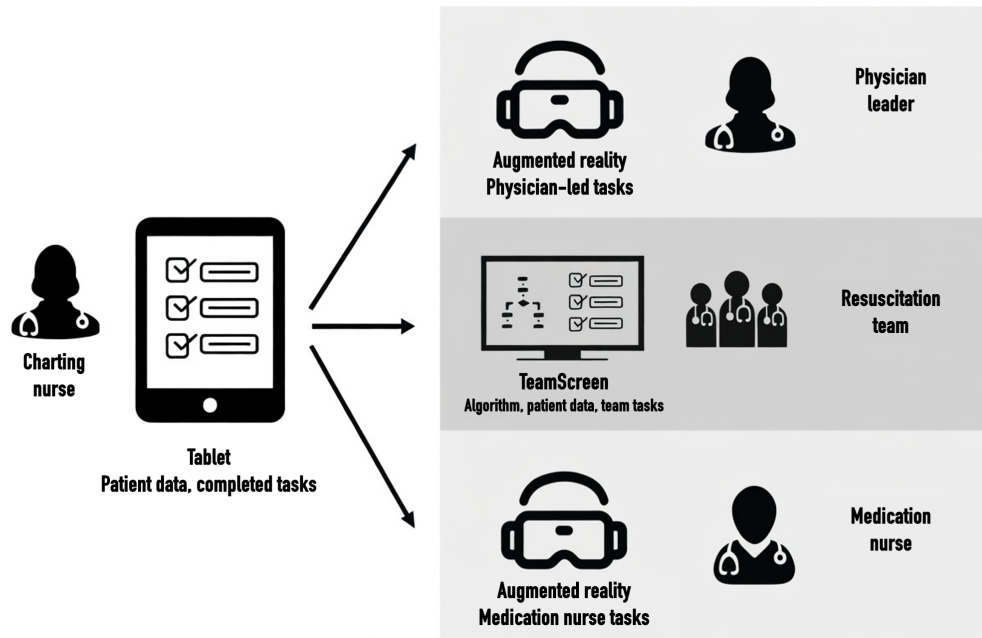 Charting
nurse
Tablet
Patient data, completed tasks
Augmented reality
Physician-led tasks
Physician
leader
TeamScreen
Algorithm, patient data, team tasks
Resuscitation
team
Augmented reality
Medication nurse tasks
Medication
nurse